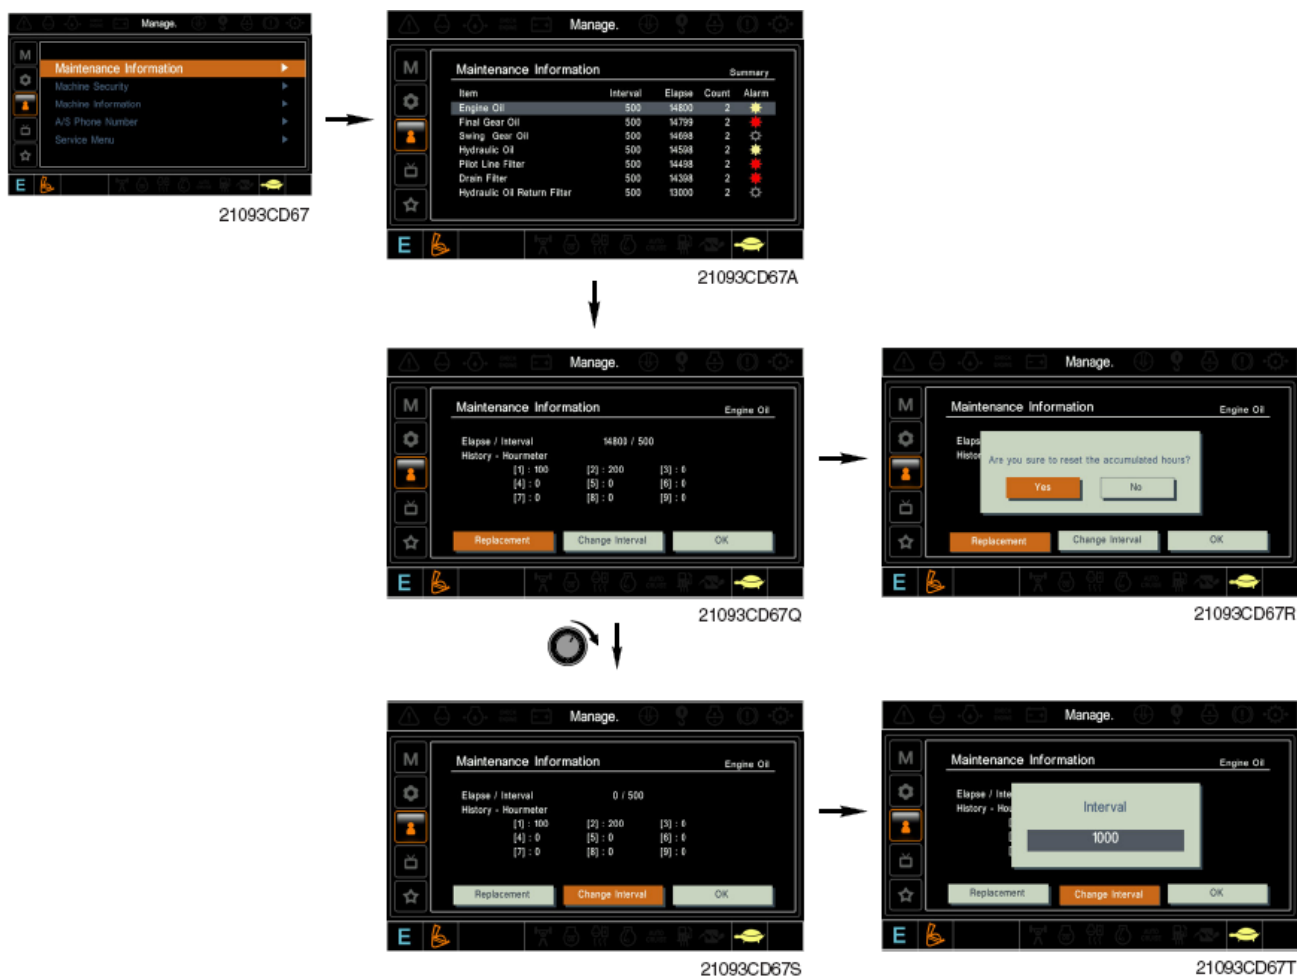 Manage.
M
Maintenance Information
Machine Security
Machine Information
A/S Phone Number
Service Menu
E
21093CD67
Manage.
M
Maintenance Information Summary
Item Interval Elapse Count Alarm
Engine Oil 500 14800 2
Final Gear Oil 500 14799 2
Swing Gear Oil 500 14698 2
Hydraulic Oil 500 14598 2
Pilot Line Filter 500 14498 2
Drain Filter 500 14398 2
Hydraulic Oil Return Filter 500 13000 2
E
21093CD67A
Manage.
M
Maintenance Information Engine Oil
Elapse / Interval 14800 / 500
History - Hourmeter
[1] : 100 [2] : 200 [3] : 0
[4] : 0 [5] : 0 [6] : 0
[7] : 0 [8] : 0 [9] : 0
Replacement Change Interval OK
E
21093CD67Q
Manage.
M
Maintenance Information Engine Oil
Elaps
Histor
Are you sure to reset the accumulated hours?
Yes No
Replacement Change Interval OK
E
21093CD67R
Manage.
M
Maintenance Information Engine Oil
Elapse / Interval 0 / 500
History - Hourmeter
[1] : 100 [2] : 200 [3] : 0
[4] : 0 [5] : 0 [6] : 0
[7] : 0 [8] : 0 [9] : 0
Replacement Change Interval OK
E
21093CD67S
Manage.
M
Maintenance Information Engine Oil
Elapse / Inte
History - Hou
Interval
1000
Replacement Change Interval OK
E
21093CD67T